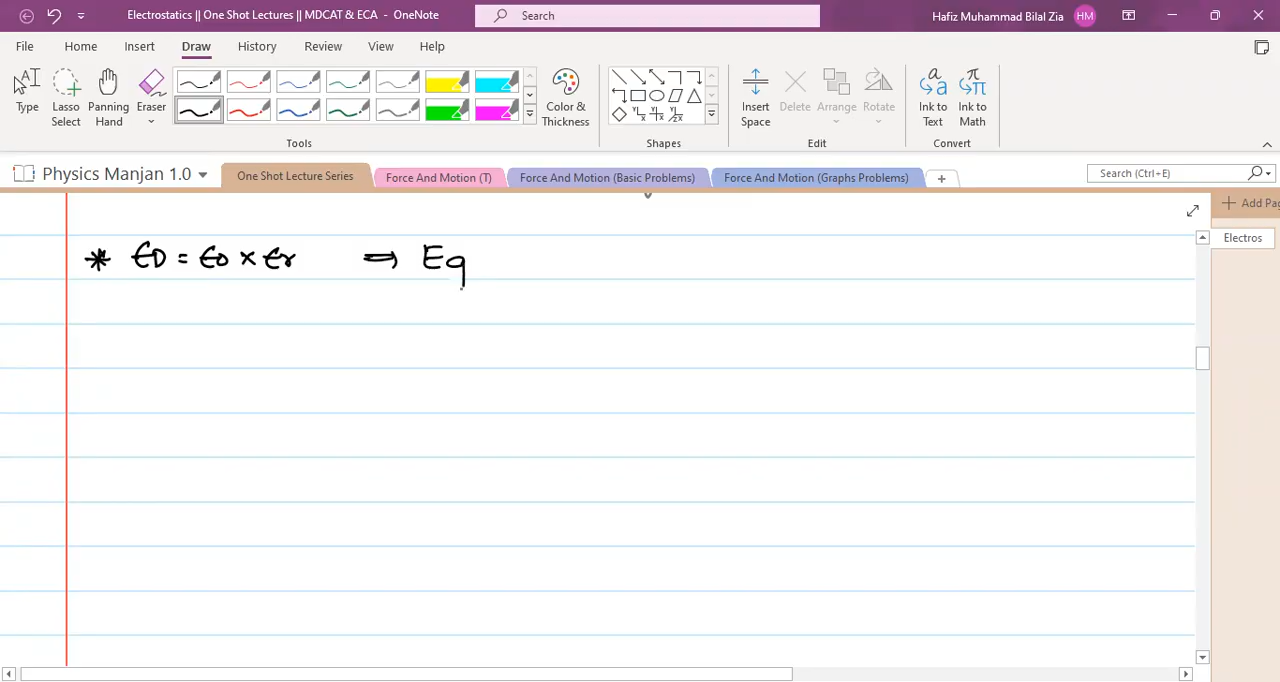 Electrostatics || One Shot Lectures || MDCAT & ECA - OneNote
Search
Hafiz Muhammad Bilal Zia
HM
File Home Insert Draw History Review View Help
Type
Lasso Select
Panning Hand
Eraser
Color & Thickness
Insert Space
Delete
Arrange
Rotate
Ink to Text
Ink to Math
Tools
Shapes
Edit
Convert
Physics Manjan 1.0
One Shot Lecture Series
Force And Motion (T)
Force And Motion (Basic Problems)
Force And Motion (Graphs Problems)
Search (Ctrl+E)
Add Pag
Electros
* ϵD = ϵo × ϵr ⇒ Eq